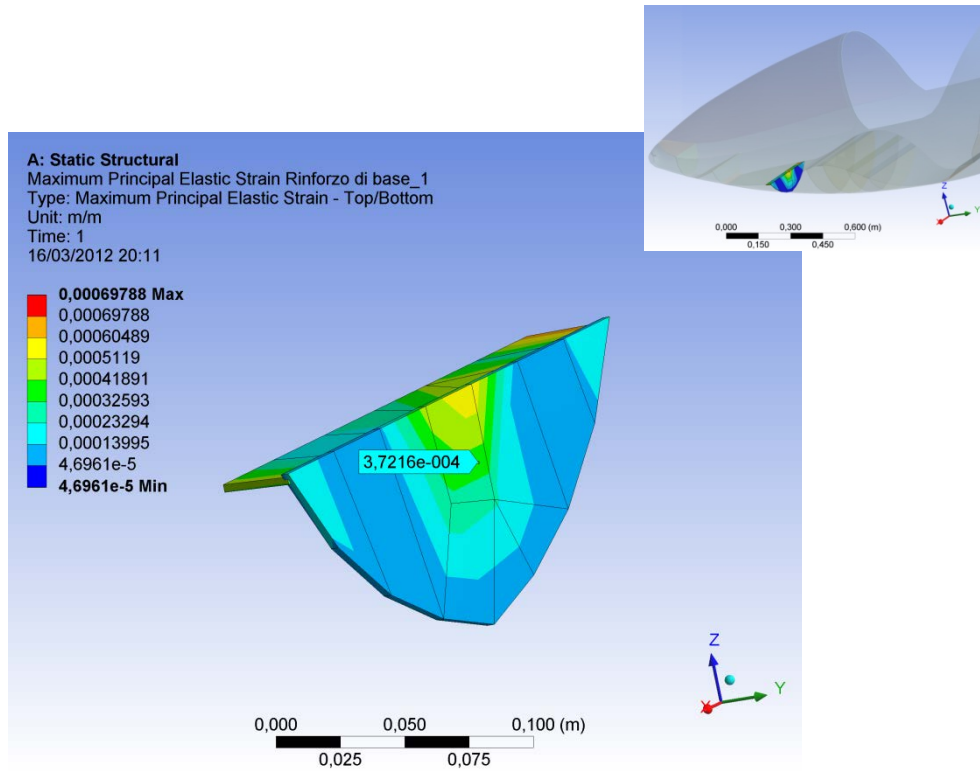 A: Static Structural
Maximum Principal Elastic Strain Rinforzo di base_1
Type: Maximum Principal Elastic Strain - Top/Bottom
Unit: m/m
Time: 1
16/03/2012 20:11
0,00069788 Max
0,00069788
0,00060489
0,0005119
0,00041891
0,00032593
0,00023294
0,00013995
4,6961e-5
4,6961e-5 Min
3,7216e-004
0,000 0,050 0,100 (m)
0,025 0,075
Z
Y
X
0,000 0,300 0,600 (m)
0,150 0,450
Z
Y
X